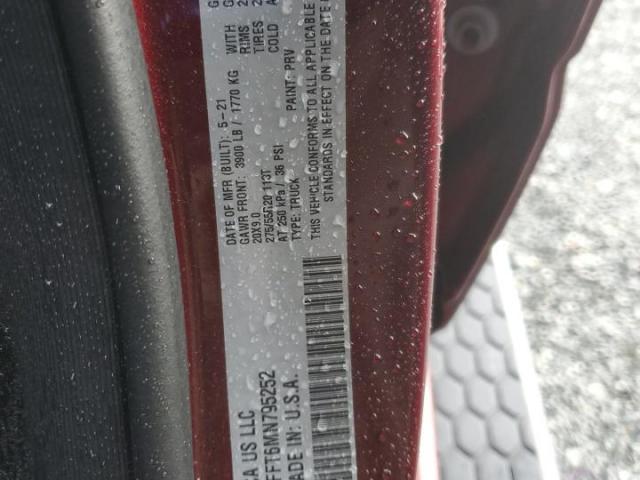 CA US LLC
DATE OF MFR (BUILT): 5-21
GAWR FRONT: 3900 LB / 1770 KG WITH
20X9.0 RIMS
275/55R20 113T TIRES
AT 250 kPa / 36 PSI COLD
TYPE: TRUCK PAINT: PRV
FFT6MN795252
ADE IN: U.S.A.
THIS VEHICLE CONFORMS TO ALL APPLICABLE
STANDARDS IN EFFECT ON THE DATE